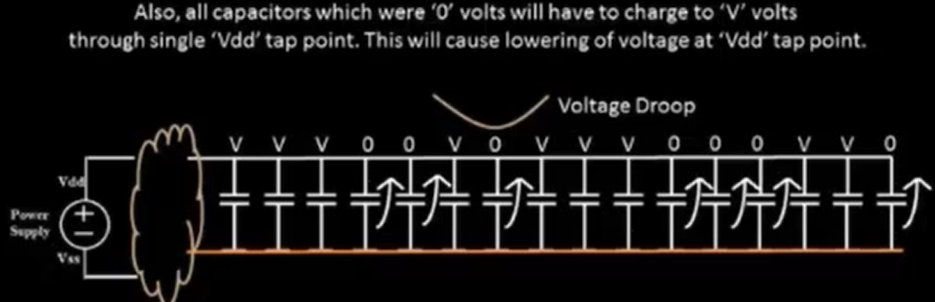 Also, all capacitors which were ‘0’ volts will have to charge to ‘V’ volts
through single ‘Vdd’ tap point. This will cause lowering of voltage at ‘Vdd’ tap point.
Voltage Droop
V V V 0 0 V 0 V V V 0 0 0 V V 0
Vdd
Power
Supply
Vss